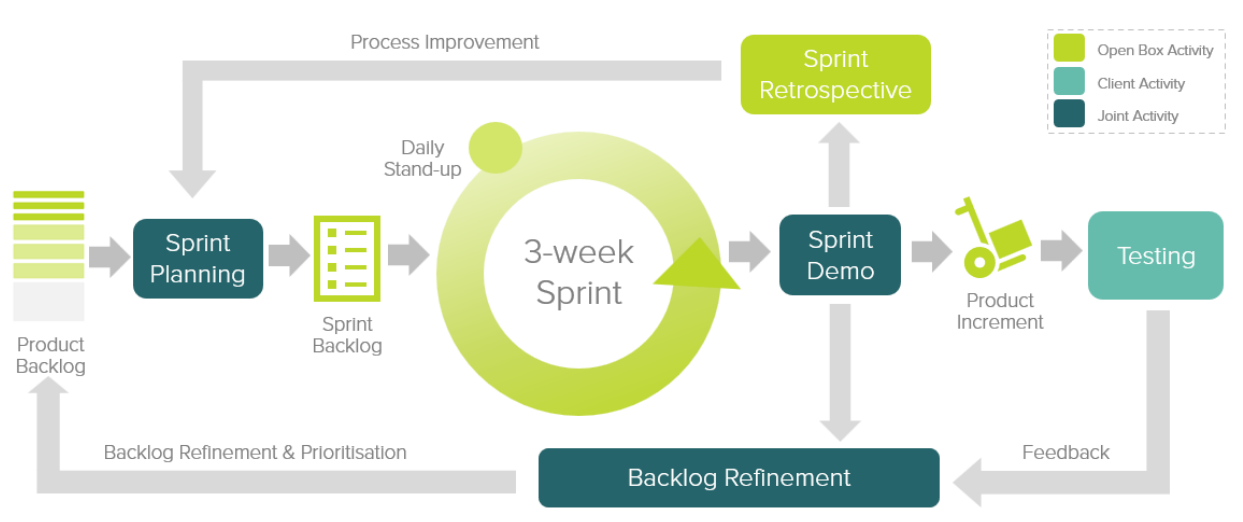 Process Improvement
Sprint
Retrospective
Open Box Activity
Client Activity
Joint Activity
Daily
Stand-up
Sprint
Planning
3-week
Sprint
Sprint
Demo
Testing
Product
Increment
Sprint
Backlog
Product
Backlog
Backlog Refinement & Prioritisation
Backlog Refinement
Feedback